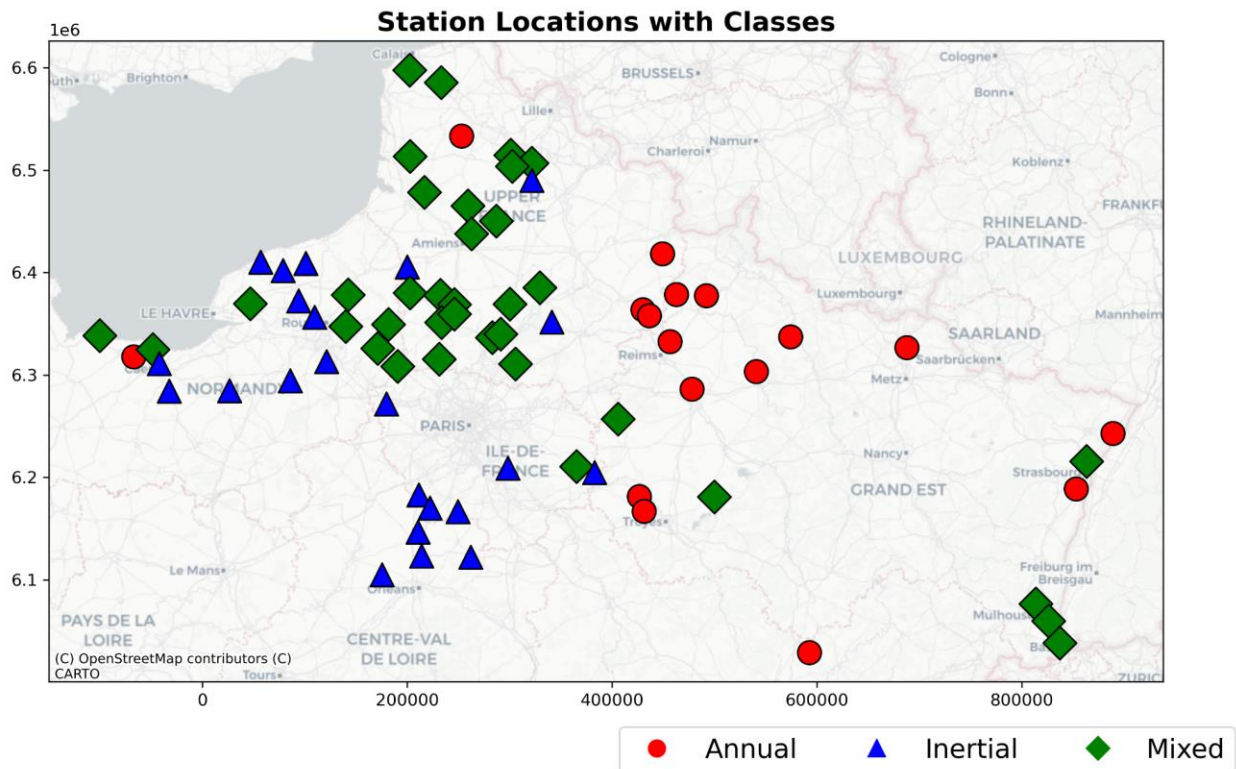 Station Locations with Classes
1e6
6.6
6.5
6.4
6.3
6.2
6.1
Calais
Brighton
BRUSSELS
Cologne
Bonn
Lille
Namur
Charleroi
Koblenz
UPPER
FRANCE
FRANKFU
RHINELAND-
PALATINATE
Amiens
LUXEMBOURG
Luxembourg
LE HAVRE
Mannheim
SAARLAND
Reims
Saarbrücken
Metz
NORMANDY
PARIS
ILE-DE-
FRANCE
Nancy
Strasbourg
GRAND EST
Troyes
Le Mans
Orléans
Freiburg im
Breisgau
Mulhouse
PAYS DE LA
LOIRE
CENTRE-VAL
DE LOIRE
Tours
ZURIC
(C) OpenStreetMap contributors (C)
CARTO
0
200000
400000
600000
800000
Annual
Inertial
Mixed